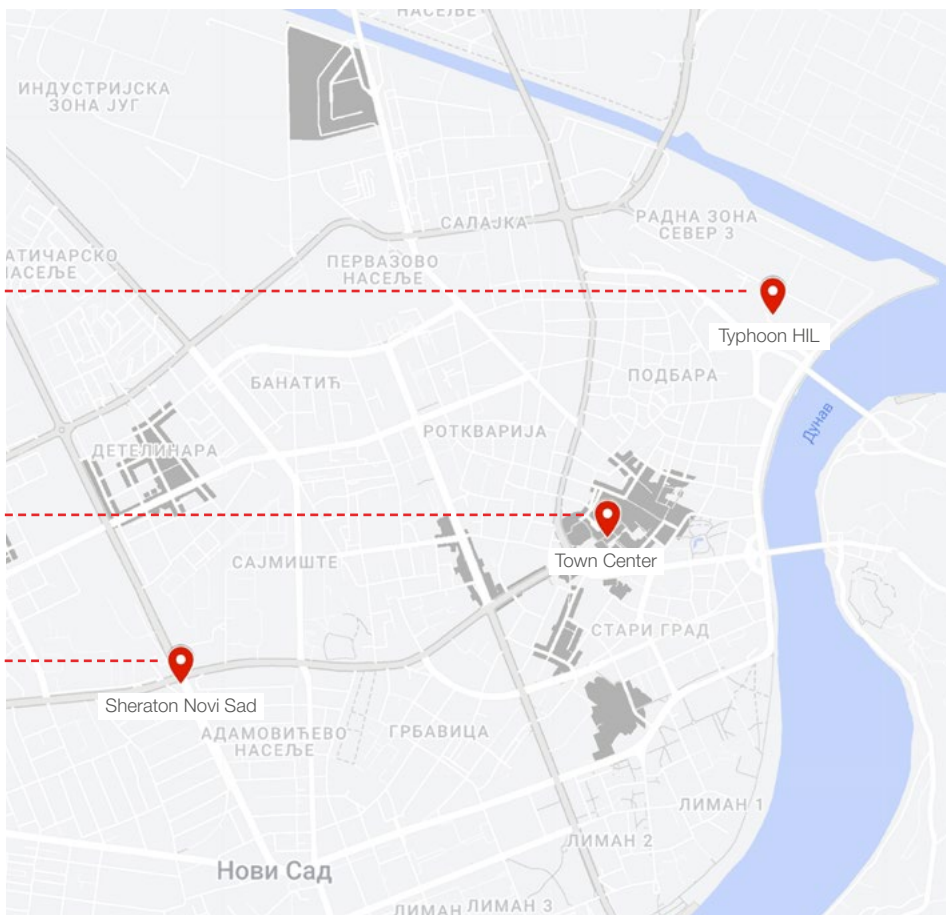 НАСЕЉЕ
ИНДУСТРИЈСКА
ЗОНА ЈУГ
САЛАЈКА
РАДНА ЗОНА
СЕВЕР 3
АТИЧАРСКО
НАСЕЉЕ
ПЕРВАЗОВО
НАСЕЉЕ
Typhoon HIL
БАНАТИЋ
ПОДБАРА
Дунав
РОТКВАРИЈА
ДЕТЕЛИНАРА
САЈМИШТЕ
Town Center
СТАРИ ГРАД
Sheraton Novi Sad
АДАМОВИЋЕВО
НАСЕЉЕ
ГРБАВИЦА
ЛИМАН 1
ЛИМАН 2
Нови Сад
ЛИМАН
ЛИМАН 3